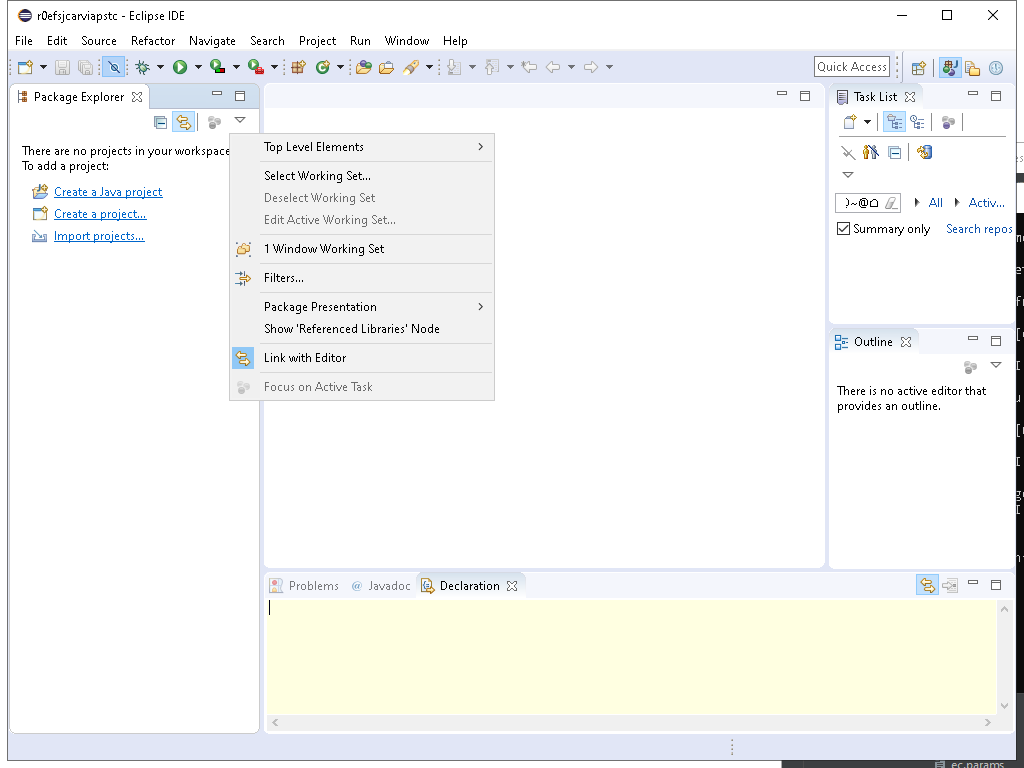 r0efsjcarviapstc - Eclipse IDE
File Edit Source Refactor Navigate Search Project Run Window Help
Quick Access
Package Explorer
There are no projects in your workspace
To add a project:
Create a Java project
Create a project...
Import projects...
Top Level Elements
Select Working Set...
Deselect Working Set
Edit Active Working Set...
1 Window Working Set
Filters...
Package Presentation
Show 'Referenced Libraries' Node
Link with Editor
Focus on Active Task
Task List
)~@
All Activ...
Summary only Search repos
Outline
There is no active editor that
provides an outline.
Problems @ Javadoc Declaration
ec.params